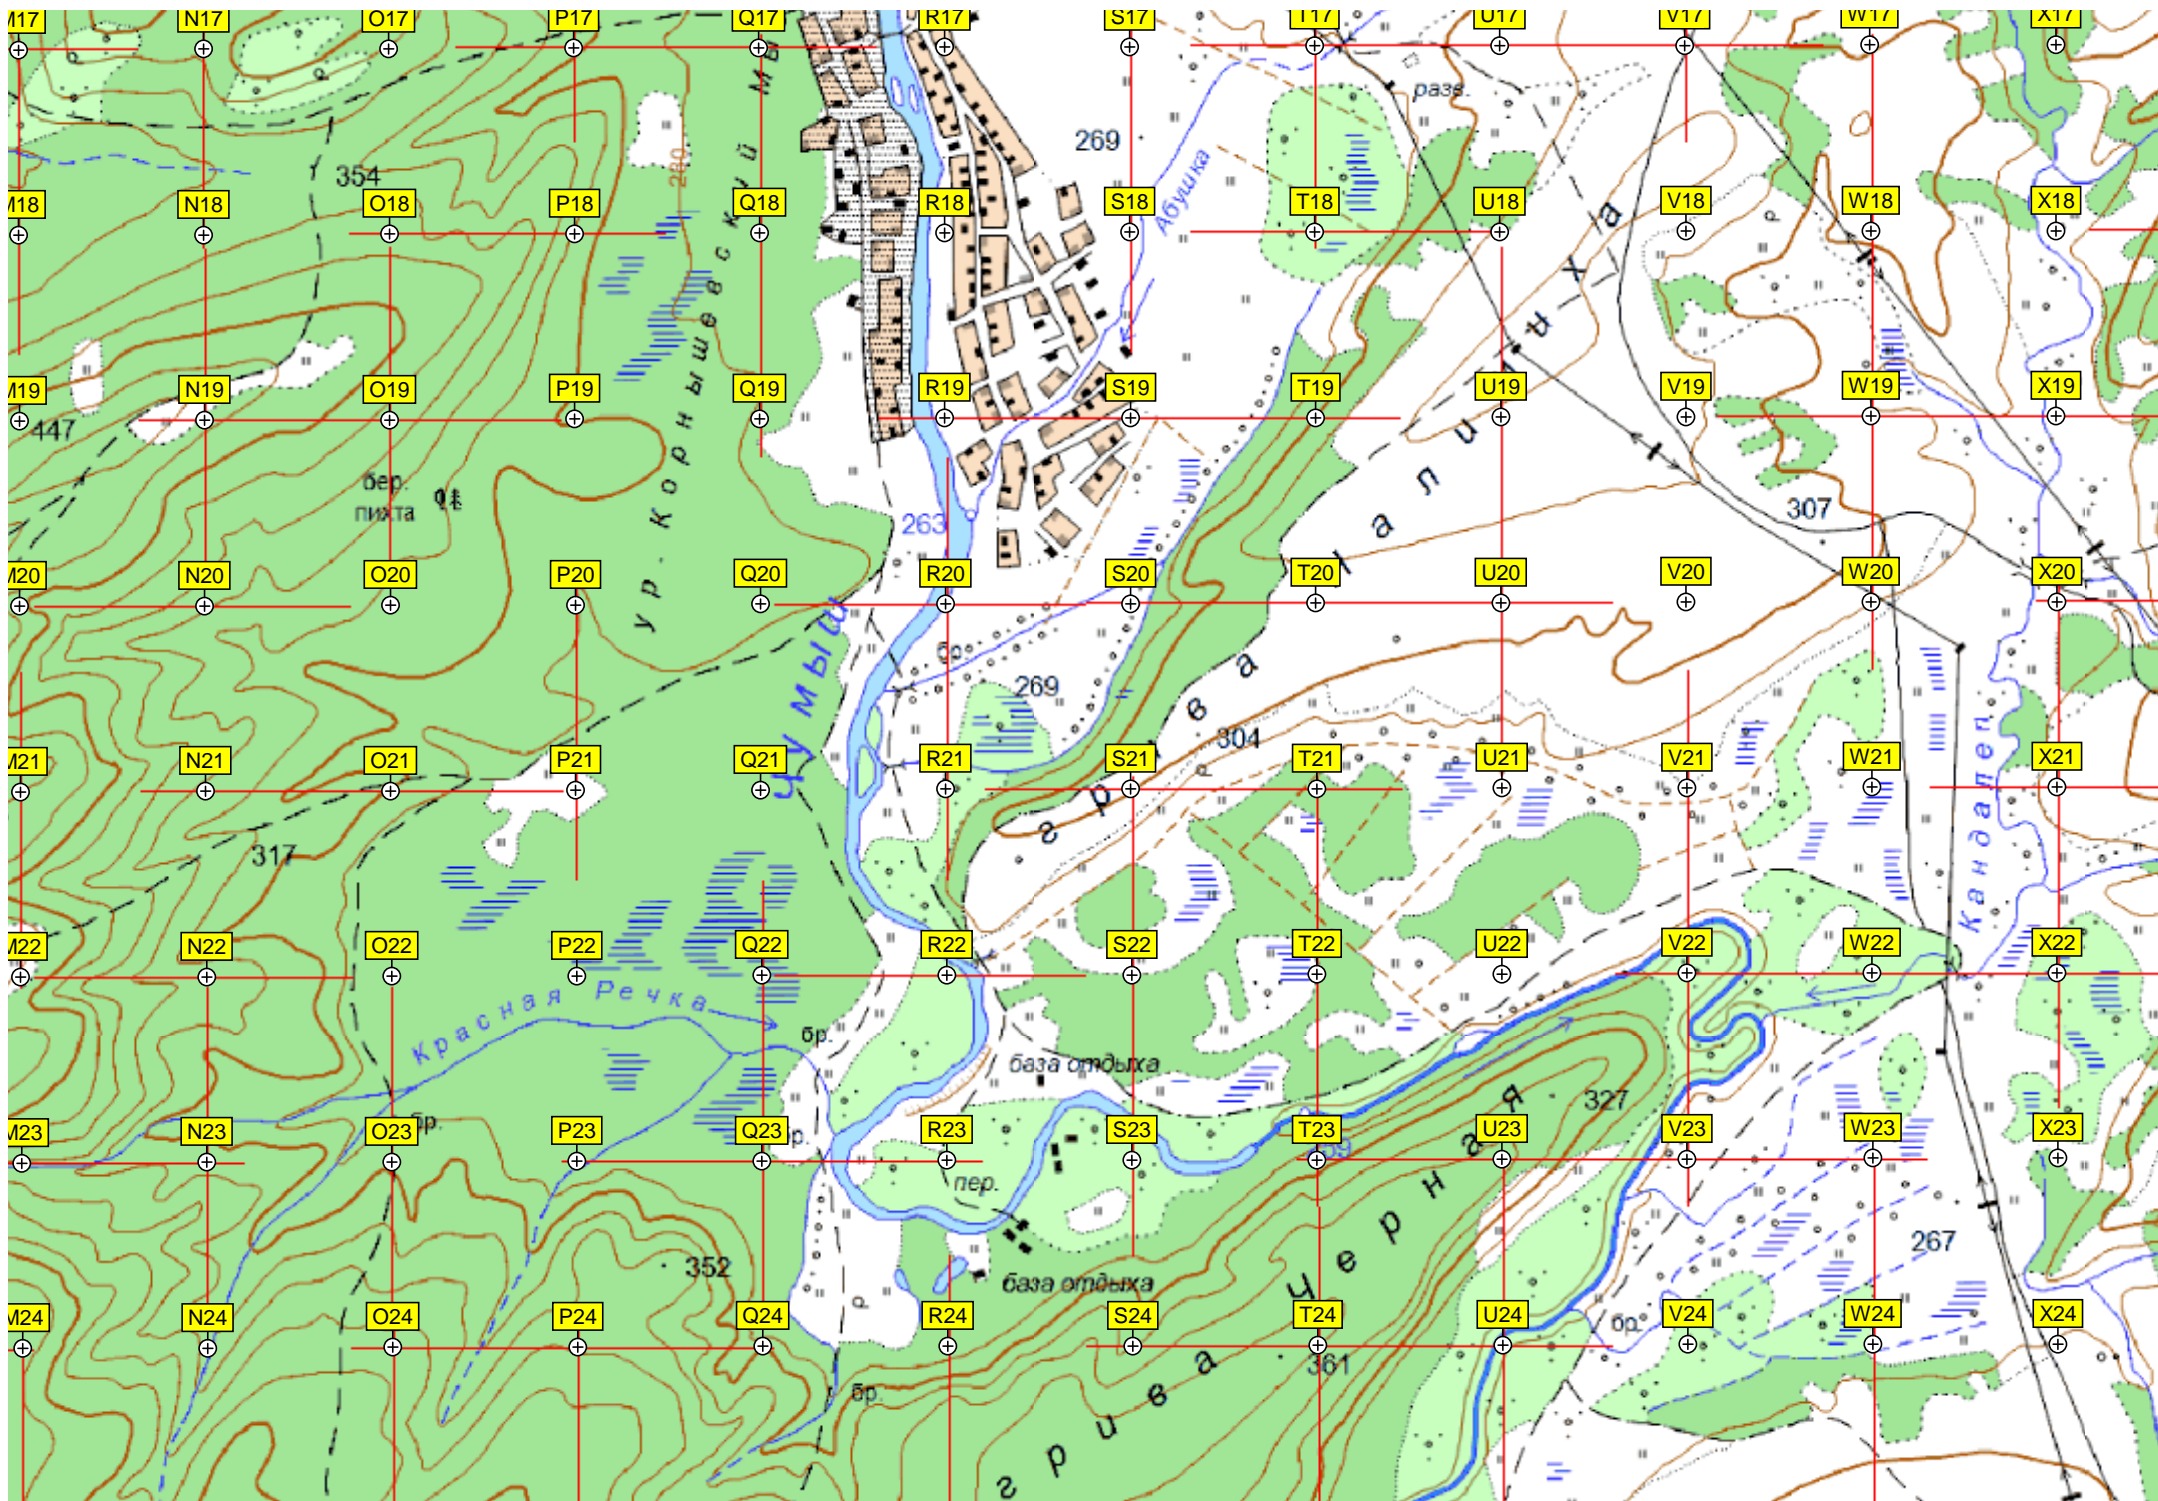 M17 N17 O17 P17 Q17 R17 S17 T17 U17 V17 W17 X17
разв.
269
Абушка
354
280
M18 N18 O18 P18 Q18 R18 S18 T18 U18 V18 W18 X18
ур. Корнышевский мыс
M19 N19 O19 P19 Q19 R19 S19 T19 U19 V19 W19 X19
447
бер.
пихта
263
307
M20 N20 O20 P20 Q20 R20 S20 T20 U20 V20 W20 X20
Чумыш
бр.
269
304
M21 N21 O21 P21 Q21 R21 S21 T21 U21 V21 W21 X21
грива
317
Кандалеп
M22 N22 O22 P22 Q22 R22 S22 T22 U22 V22 W22 X22
Красная Речка
бр.
база отдыха
327
бр.
M23 N23 O23 P23 Q23 R23 S23 T23 U23 V23 W23 X23
бр.
пер.
Черная
352
267
база отдыха
M24 N24 O24 P24 Q24 R24 S24 T24 U24 V24 W24 X24
бр.
361
бр.
грива